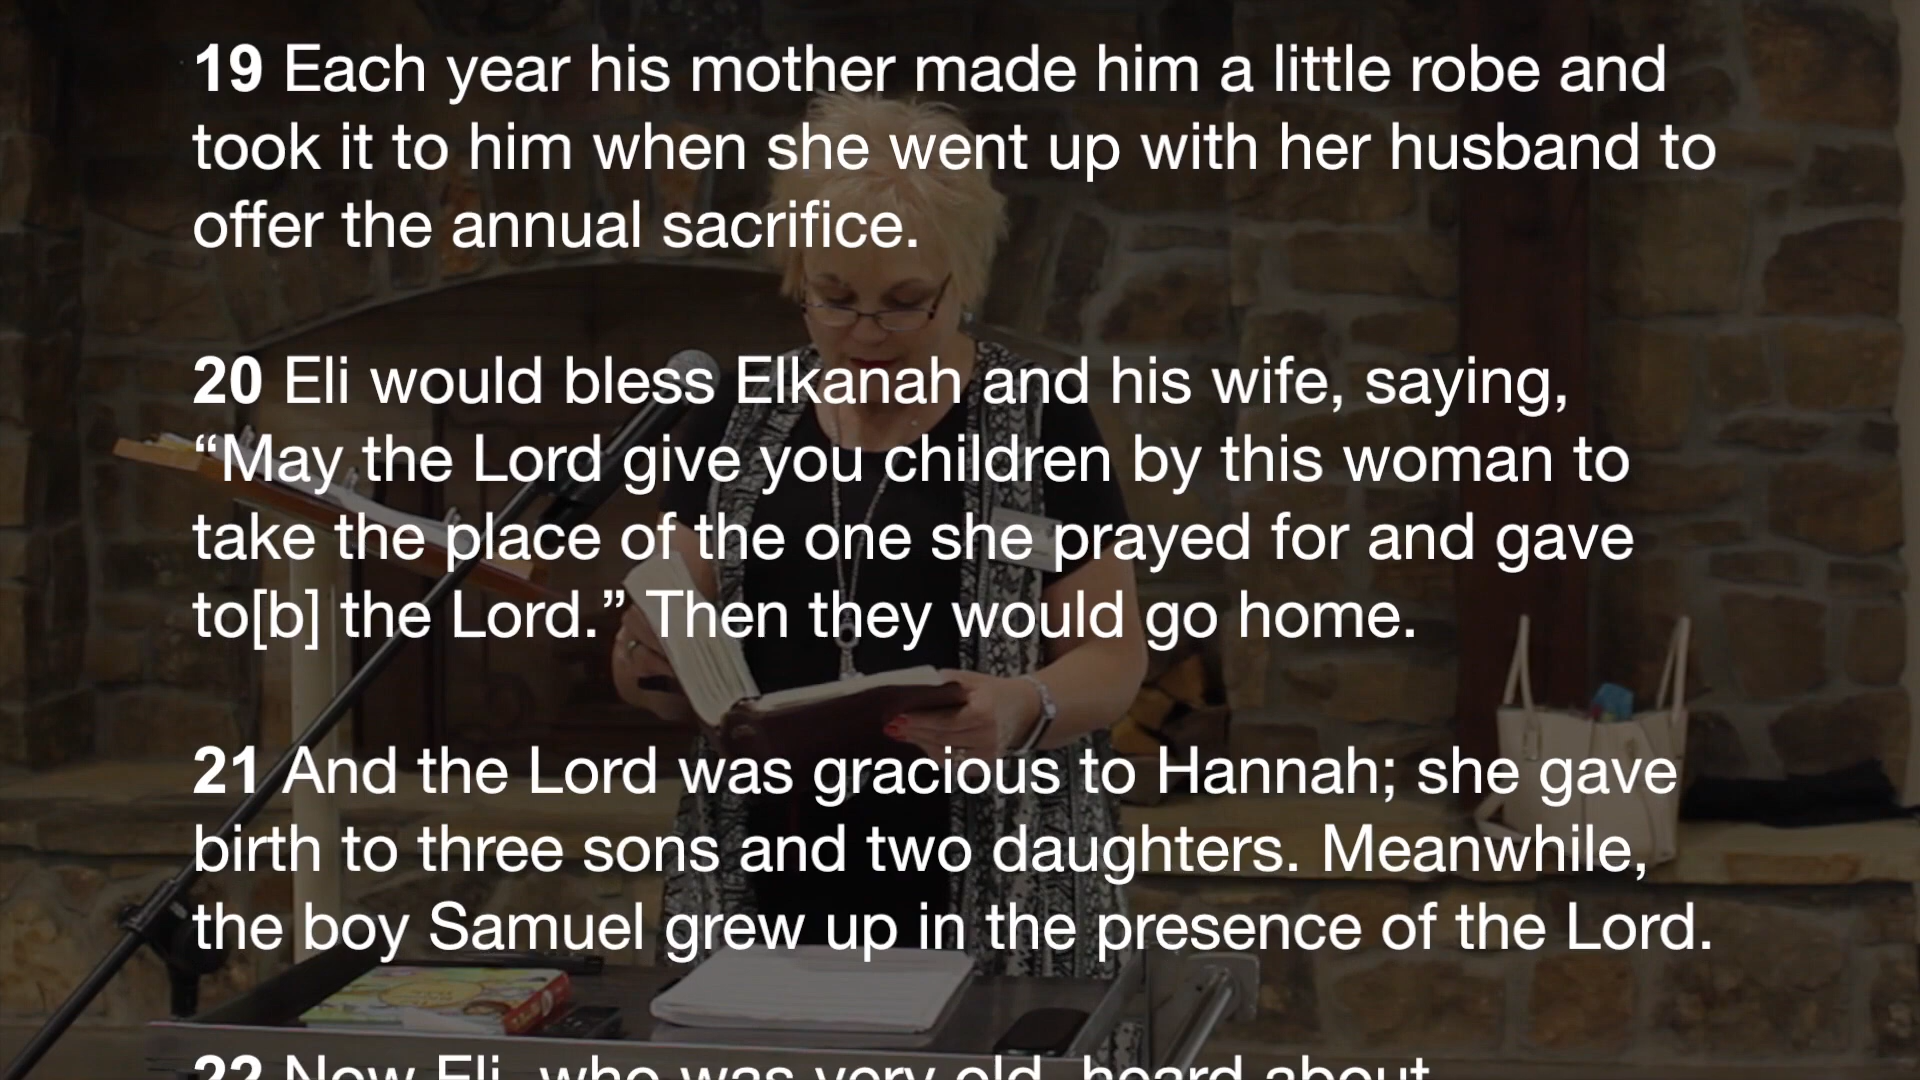 19 Each year his mother made him a little robe and
took it to him when she went up with her husband to
offer the annual sacrifice.
20 Eli would bless Elkanah and his wife, saying,
“May the Lord give you children by this woman to
take the place of the one she prayed for and gave
to[b] the Lord.” Then they would go home.
21 And the Lord was gracious to Hannah; she gave
birth to three sons and two daughters. Meanwhile,
the boy Samuel grew up in the presence of the Lord.
22 Now Eli, who was very old, heard about